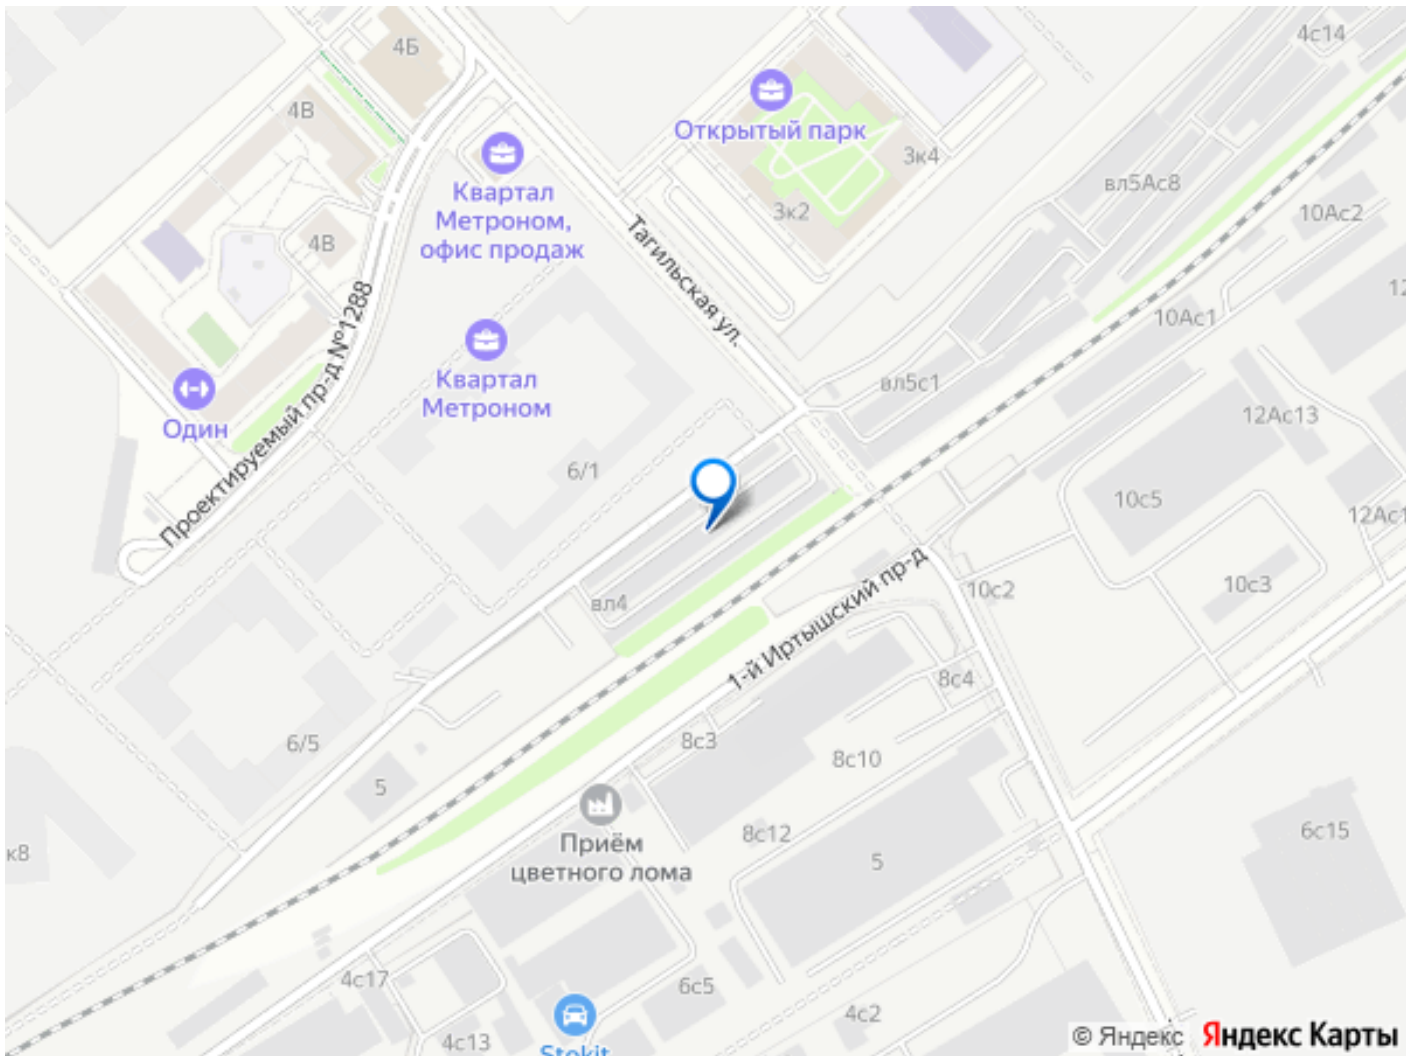 4с14
4Б
4В
Открытый парк
3к4
Квартал
Метроном,
офис продаж
4В
3к2
вл5Ас8
10Ас2
Тагильская ул.
12
10Ас1
Проектируемый пр-д №1288
Квартал
Метроном
Один
вл5с1
12Ас13
6/1
10с5
12Ас1
вл4
10с2
10с3
1-й Иртышский пр-д
8с4
6/5
8с3
8с10
5
Приём
цветного лома
8с12
5
6с15
к8
4с17
6с5
4с2
4с13
Stokit
© Яндекс Яндекс Карты